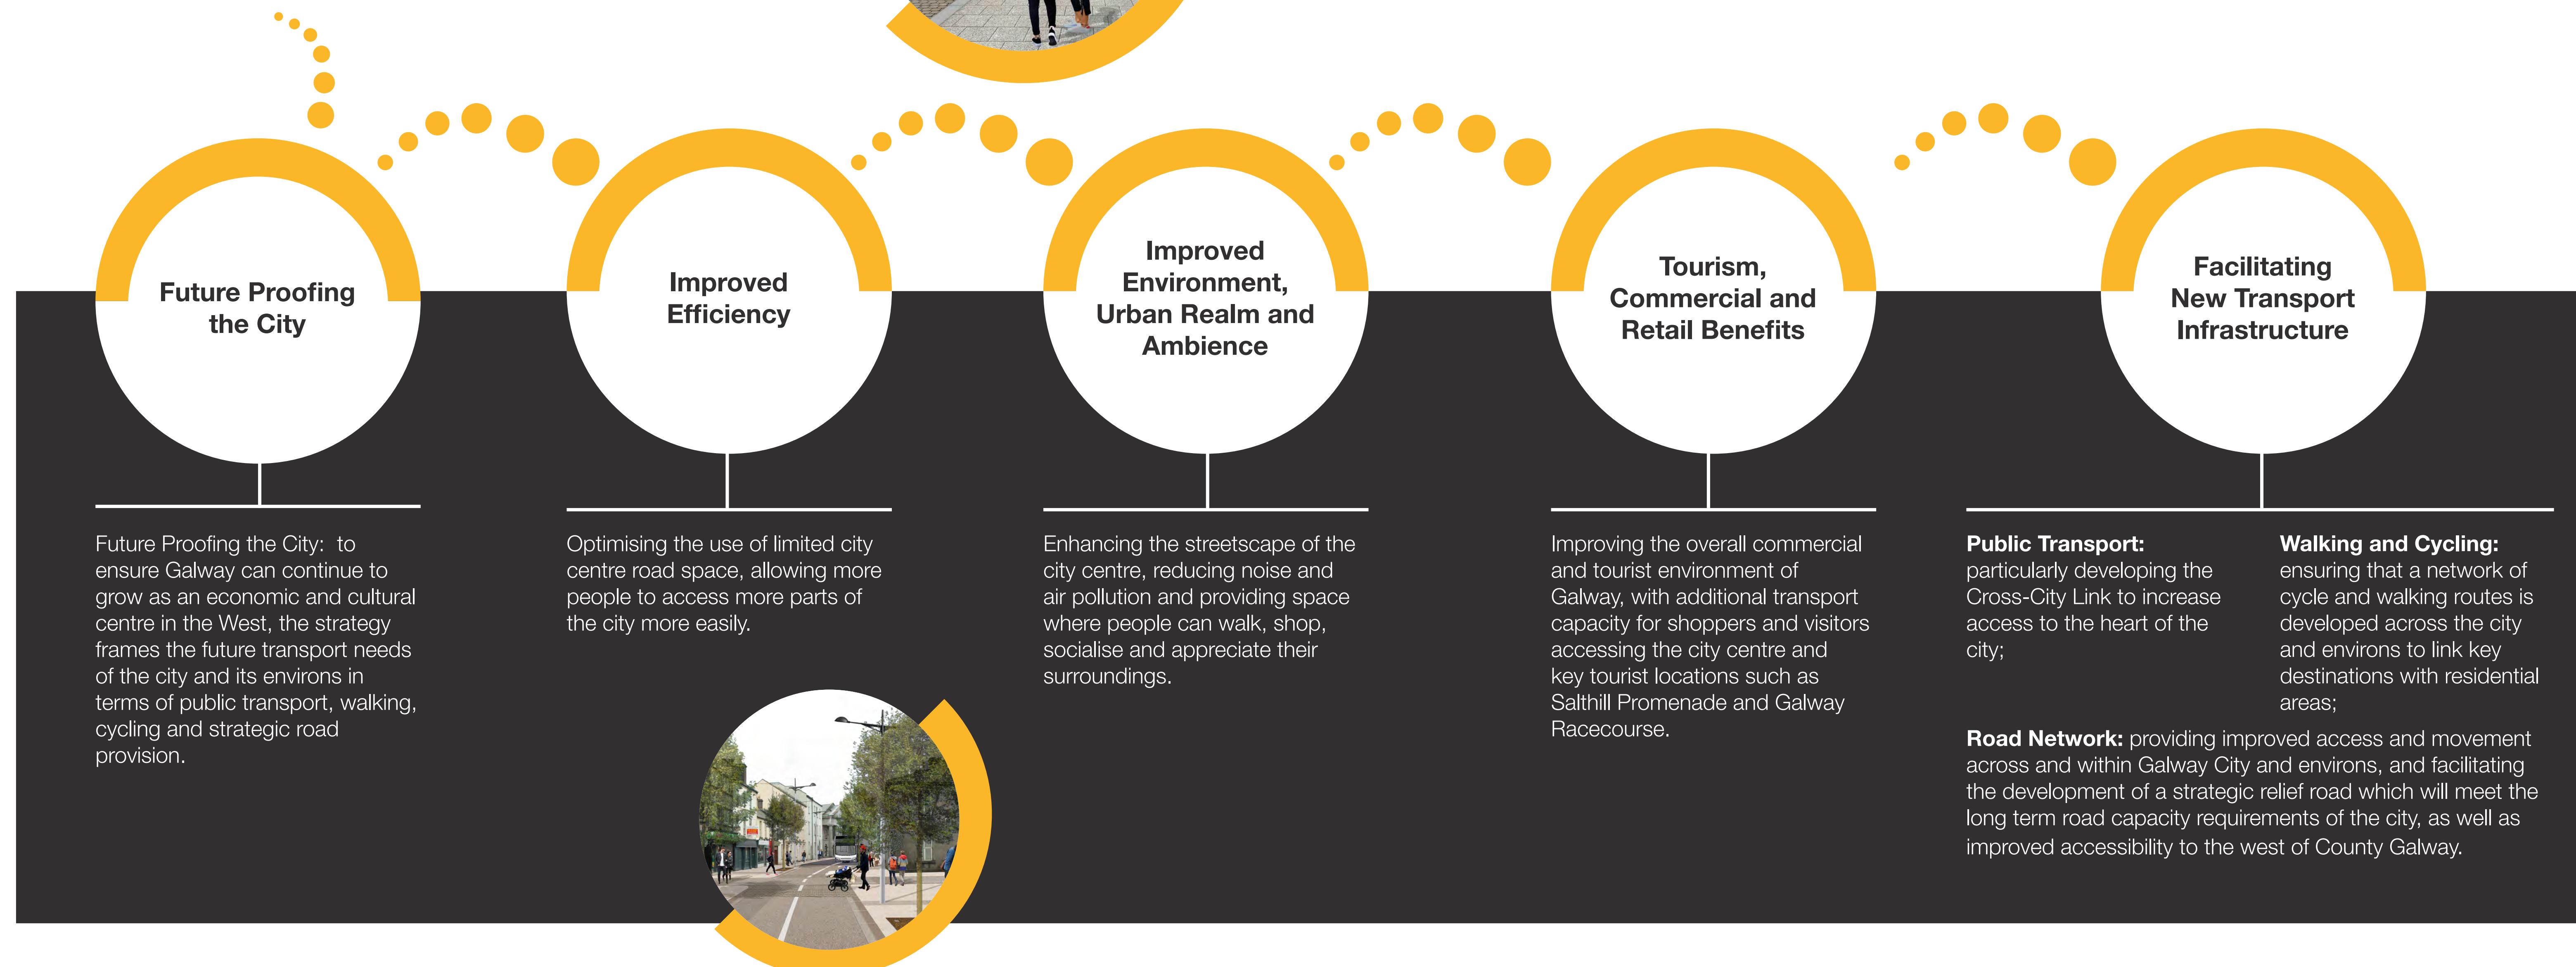 Future Proofing
the City
Improved
Efficiency
Improved
Environment,
Urban Realm and
Ambience
Tourism,
Commercial and
Retail Benefits
Facilitating
New Transport
Infrastructure
Future Proofing the City:  to
ensure Galway can continue to
grow as an economic and cultural
centre in the West, the strategy
frames the future transport needs
of the city and its environs in
terms of public transport, walking,
cycling and strategic road
provision.
Optimising the use of limited city
centre road space, allowing more
people to access more parts of
the city more easily.
Enhancing the streetscape of the
city centre, reducing noise and
air pollution and providing space
where people can walk, shop,
socialise and appreciate their
surroundings.
Improving the overall commercial
and tourist environment of
Galway, with additional transport
capacity for shoppers and visitors
accessing the city centre and
key tourist locations such as
Salthill Promenade and Galway
Racecourse.
Public Transport:
particularly developing the
Cross-City Link to increase
access to the heart of the
city;
Walking and Cycling:
ensuring that a network of
cycle and walking routes is
developed across the city
and environs to link key
destinations with residential
areas;
Road Network: providing improved access and movement
across and within Galway City and environs, and facilitating
the development of a strategic relief road which will meet the
long term road capacity requirements of the city, as well as
improved accessibility to the west of County Galway.